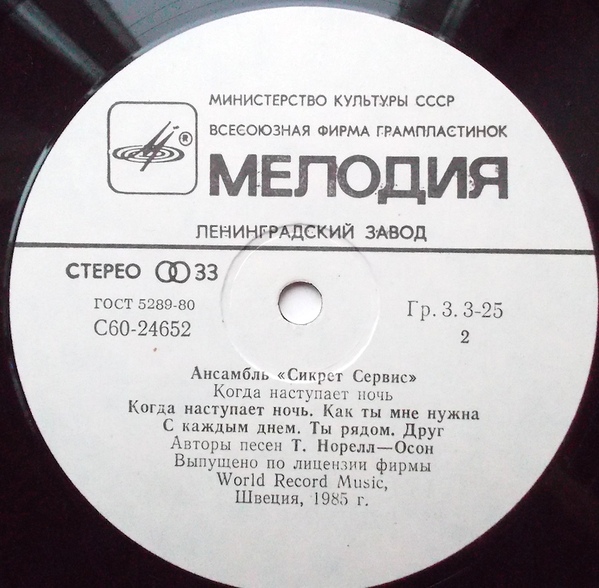 МИНИСТЕРСТВО КУЛЬТУРЫ СССР
ВСЕСОЮЗНАЯ ФИРМА ГРАМПЛАСТИНОК
®
МЕЛОДИЯ
ЛЕНИНГРАДСКИЙ ЗАВОД
СТЕРЕО 33
ГОСТ 5289-80
С60-24652
Гр. 3. 3-25
2
Ансамбль «Сикрет Сервис»
Когда наступает ночь
Когда наступает ночь. Как ты мне нужна
С каждым днем. Ты рядом. Друг
Авторы песен Т. Норелл—Осон
Выпущено по лицензии фирмы
World Record Music,
Швеция, 1985 г.